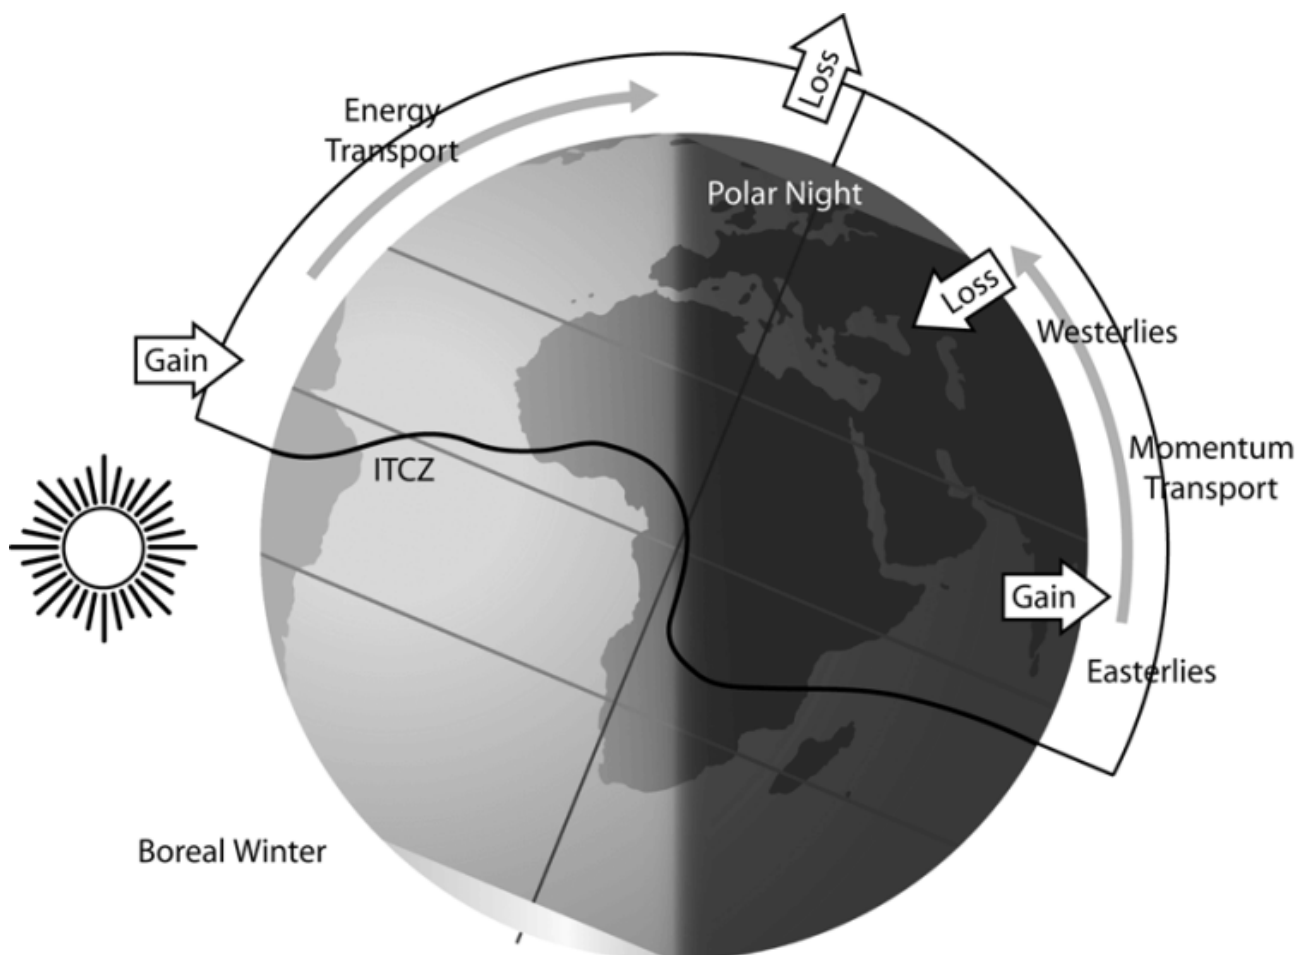 Loss
Energy
Transport
Polar Night
Loss
Westerlies
Gain
Momentum
Transport
ITCZ
Gain
Easterlies
Boreal Winter